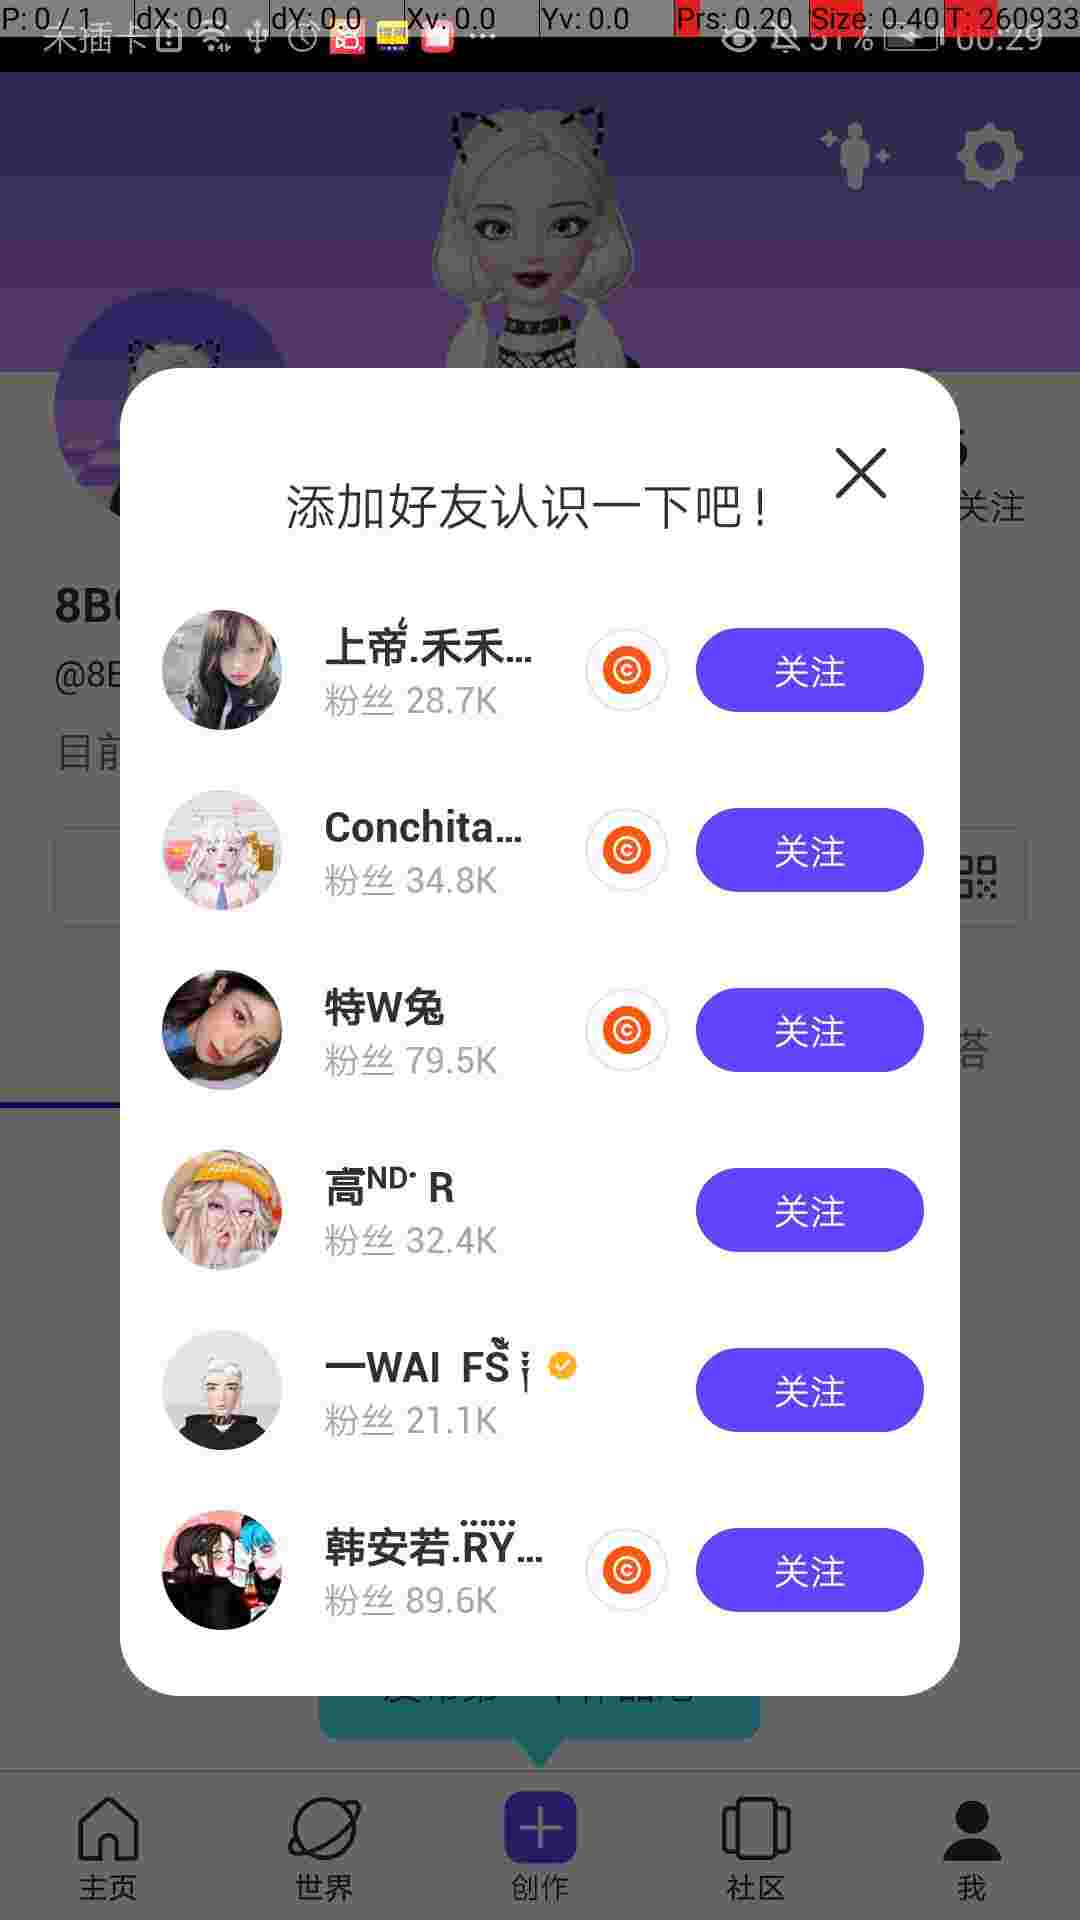 P: 0 / 1 dX: 0.0 dY: 0.0 Xv: 0.0 Yv: 0.0 Prs: 0.20 Size: 0.40 T: 260933
未插卡 51% 00:29
关注
添加好友认识一下吧！
@8B
目前
上帝.禾禾...
粉丝 28.7K
关注
Conchita...
粉丝 34.8K
关注
特W兔
粉丝 79.5K
关注
高ᴺᴰ· R
粉丝 32.4K
关注
一WAI FS
粉丝 21.1K
关注
韩安若.RY...
粉丝 89.6K
关注
主页
世界
创作
社区
我